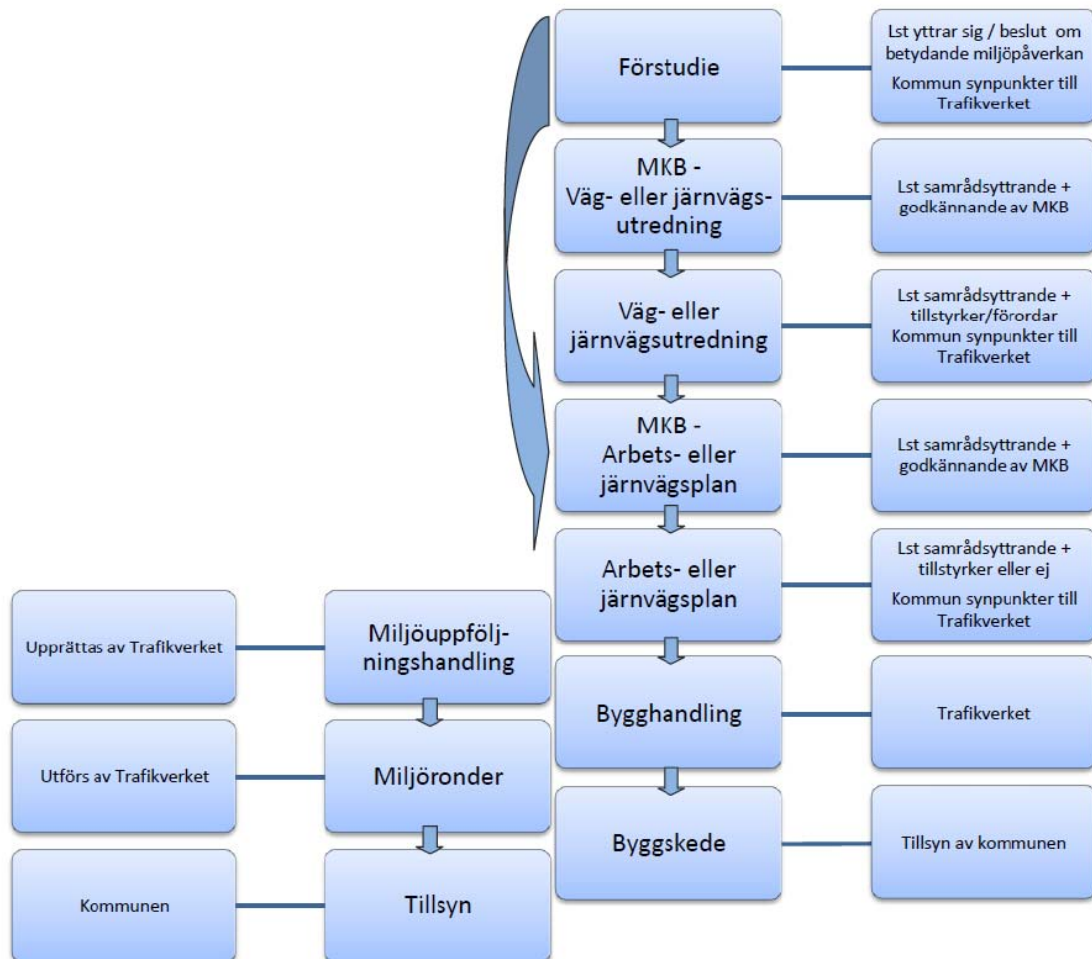 Förstudie
Lst yttrar sig / beslut om
betydande miljöpåverkan
Kommun synpunkter till
Trafikverket
MKB -
Väg- eller järnvägs-
utredning
Lst samrådsyttrande +
godkännande av MKB
Väg- eller
järnvägsutredning
Lst samrådsyttrande +
tillstyrker/förordar
Kommun synpunkter till
Trafikverket
MKB -
Arbets- eller
järnvägsplan
Lst samrådsyttrande +
godkännande av MKB
Arbets- eller
järnvägsplan
Lst samrådsyttrande +
tillstyrker eller ej
Kommun synpunkter till
Trafikverket
Upprättas av Trafikverket
Miljöuppfölj-
ningshandling
Bygghandling
Trafikverket
Utförs av Trafikverket
Miljöronder
Byggskede
Tillsyn av kommunen
Kommunen
Tillsyn